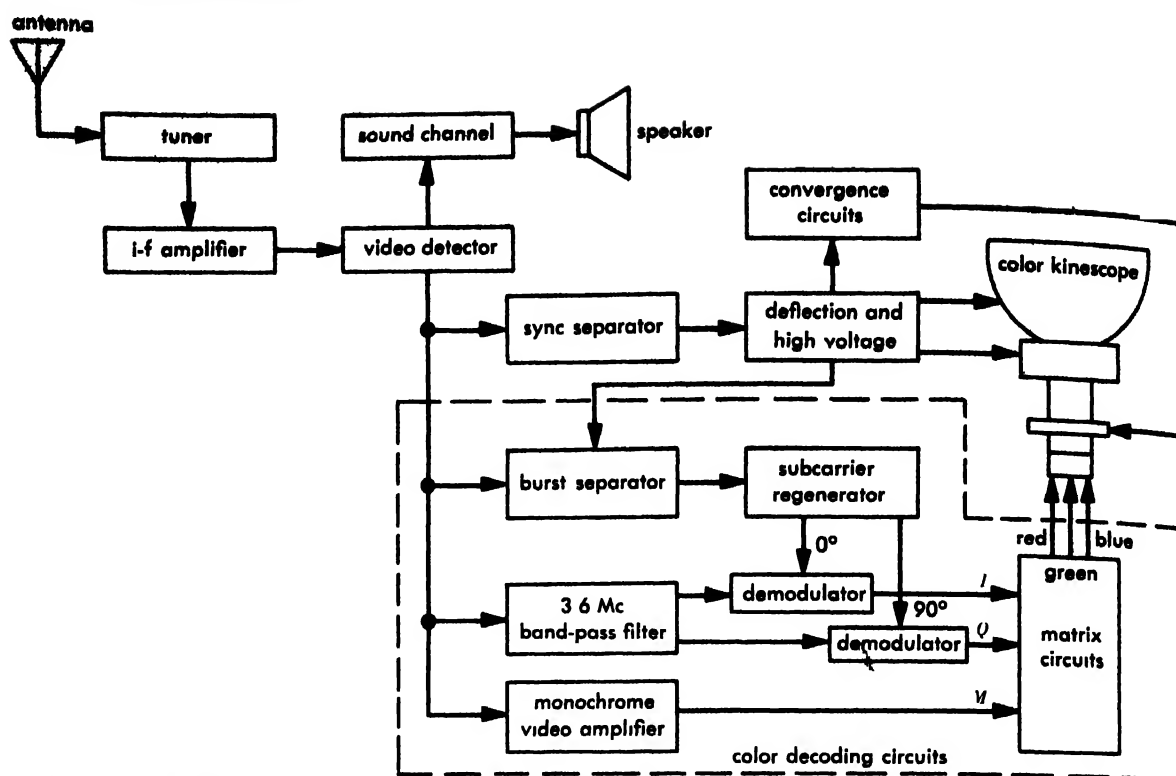 antenna
tuner
sound channel
speaker
convergence
circuits
i-f amplifier
video detector
color kinescope
sync separator
deflection and
high voltage
burst separator
subcarrier
regenerator
0°
red
blue
green
3 6 Mc
band-pass filter
demodulator
I
90°
demodulator
Q
matrix
circuits
monochrome
video amplifier
M
color decoding circuits